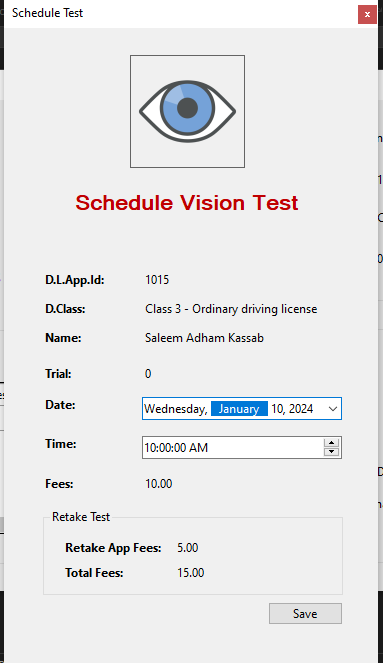 Schedule Test
x
Schedule Vision Test
D.L.App.Id: 1015
D.Class: Class 3 - Ordinary driving license
Name: Saleem Adham Kassab
Trial: 0
Date: Wednesday, January 10, 2024
Time: 10:00:00 AM
Fees: 10.00
Retake Test
Retake App Fees: 5.00
Total Fees: 15.00
Save